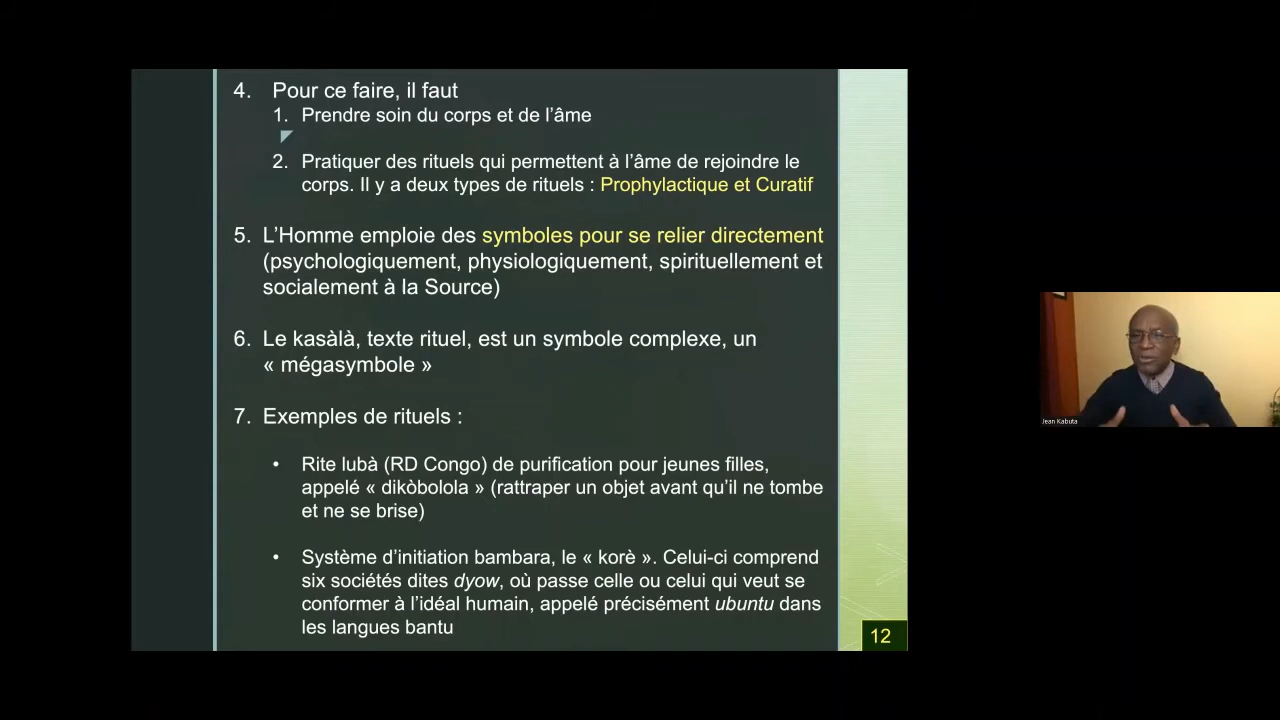 4. Pour ce faire, il faut
1. Prendre soin du corps et de l’âme
2. Pratiquer des rituels qui permettent à l’âme de rejoindre le
corps. Il y a deux types de rituels : Prophylactique et Curatif
5. L’Homme emploie des symboles pour se relier directement
(psychologiquement, physiologiquement, spirituellement et
socialement à la Source)
6. Le kasàlà, texte rituel, est un symbole complexe, un
« mégasymbole »
7. Exemples de rituels :
• Rite lubà (RD Congo) de purification pour jeunes filles,
appelé « dikòbolola » (rattraper un objet avant qu’il ne tombe
et ne se brise)
• Système d’initiation bambara, le « korè ». Celui-ci comprend
six sociétés dites dyow, où passe celle ou celui qui veut se
conformer à l’idéal humain, appelé précisément ubuntu dans
les langues bantu
12
Jean Kabuta